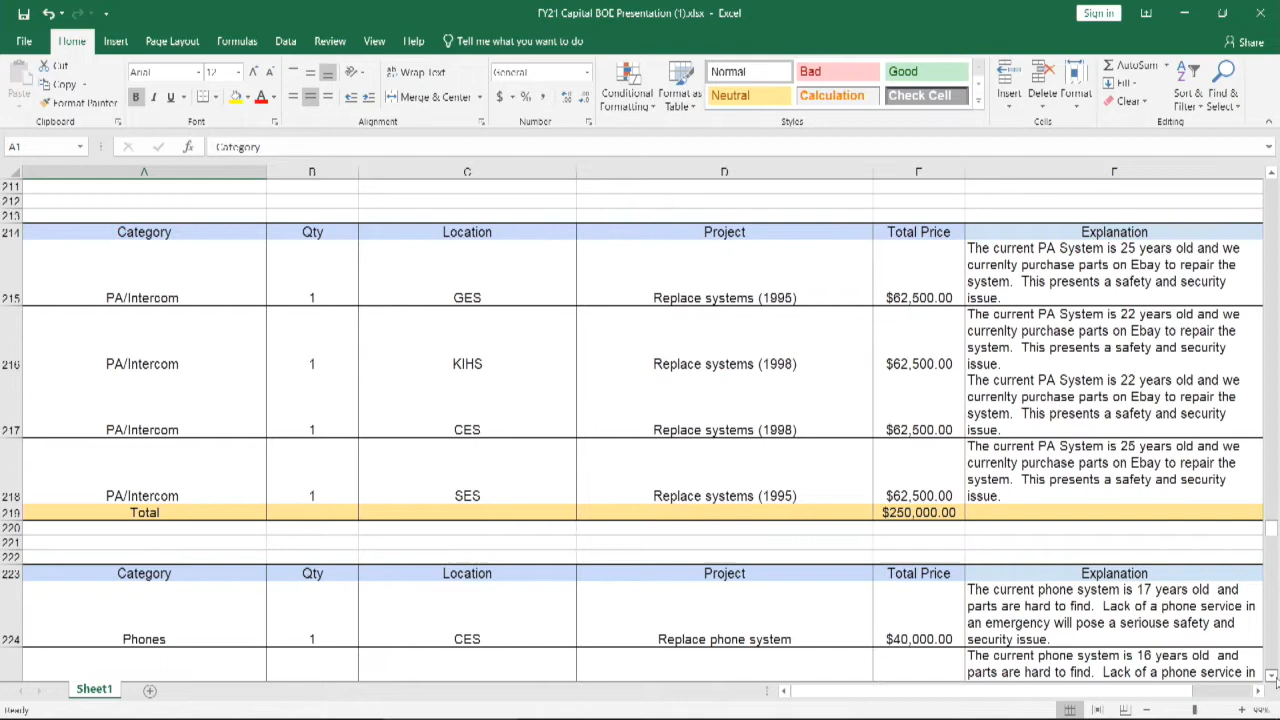 FY21 Capital BOE Presentation (1).xlsx - Excel
Sign in
File Home Insert Page Layout Formulas Data Review View Help Tell me what you want to do
Share
Paste
Cut
Copy
Format Painter
Clipboard
Arial 12
B I U
Font
Wrap Text
Merge & Center
Alignment
General
$ % ,
Number
Conditional Formatting
Format as Table
Normal Bad Good
Neutral Calculation Check Cell
Styles
Insert Delete Format
Cells
AutoSum
Fill
Clear
Sort & Filter
Find & Select
Editing
A1 fx Category
A B C D E F
211
212
213
214 Category Qty Location Project Total Price Explanation
The current PA System is 25 years old and we
currenlty purchase parts on Ebay to repair the
system. This presents a safety and security
215 PA/Intercom 1 GES Replace systems (1995) $62,500.00 issue.
The current PA System is 22 years old and we
currenlty purchase parts on Ebay to repair the
system. This presents a safety and security
216 PA/Intercom 1 KIHS Replace systems (1998) $62,500.00 issue.
The current PA System is 22 years old and we
currenlty purchase parts on Ebay to repair the
system. This presents a safety and security
217 PA/Intercom 1 CES Replace systems (1998) $62,500.00 issue.
The current PA System is 25 years old and we
currenlty purchase parts on Ebay to repair the
system. This presents a safety and security
218 PA/Intercom 1 SES Replace systems (1995) $62,500.00 issue.
219 Total $250,000.00
220
221
222
223 Category Qty Location Project Total Price Explanation
The current phone system is 17 years old and
parts are hard to find. Lack of a phone service in
an emergency will pose a seriouse safety and
224 Phones 1 CES Replace phone system $40,000.00 security issue.
The current phone system is 16 years old and
parts are hard to find. Lack of a phone service in
Sheet1
Ready
99%